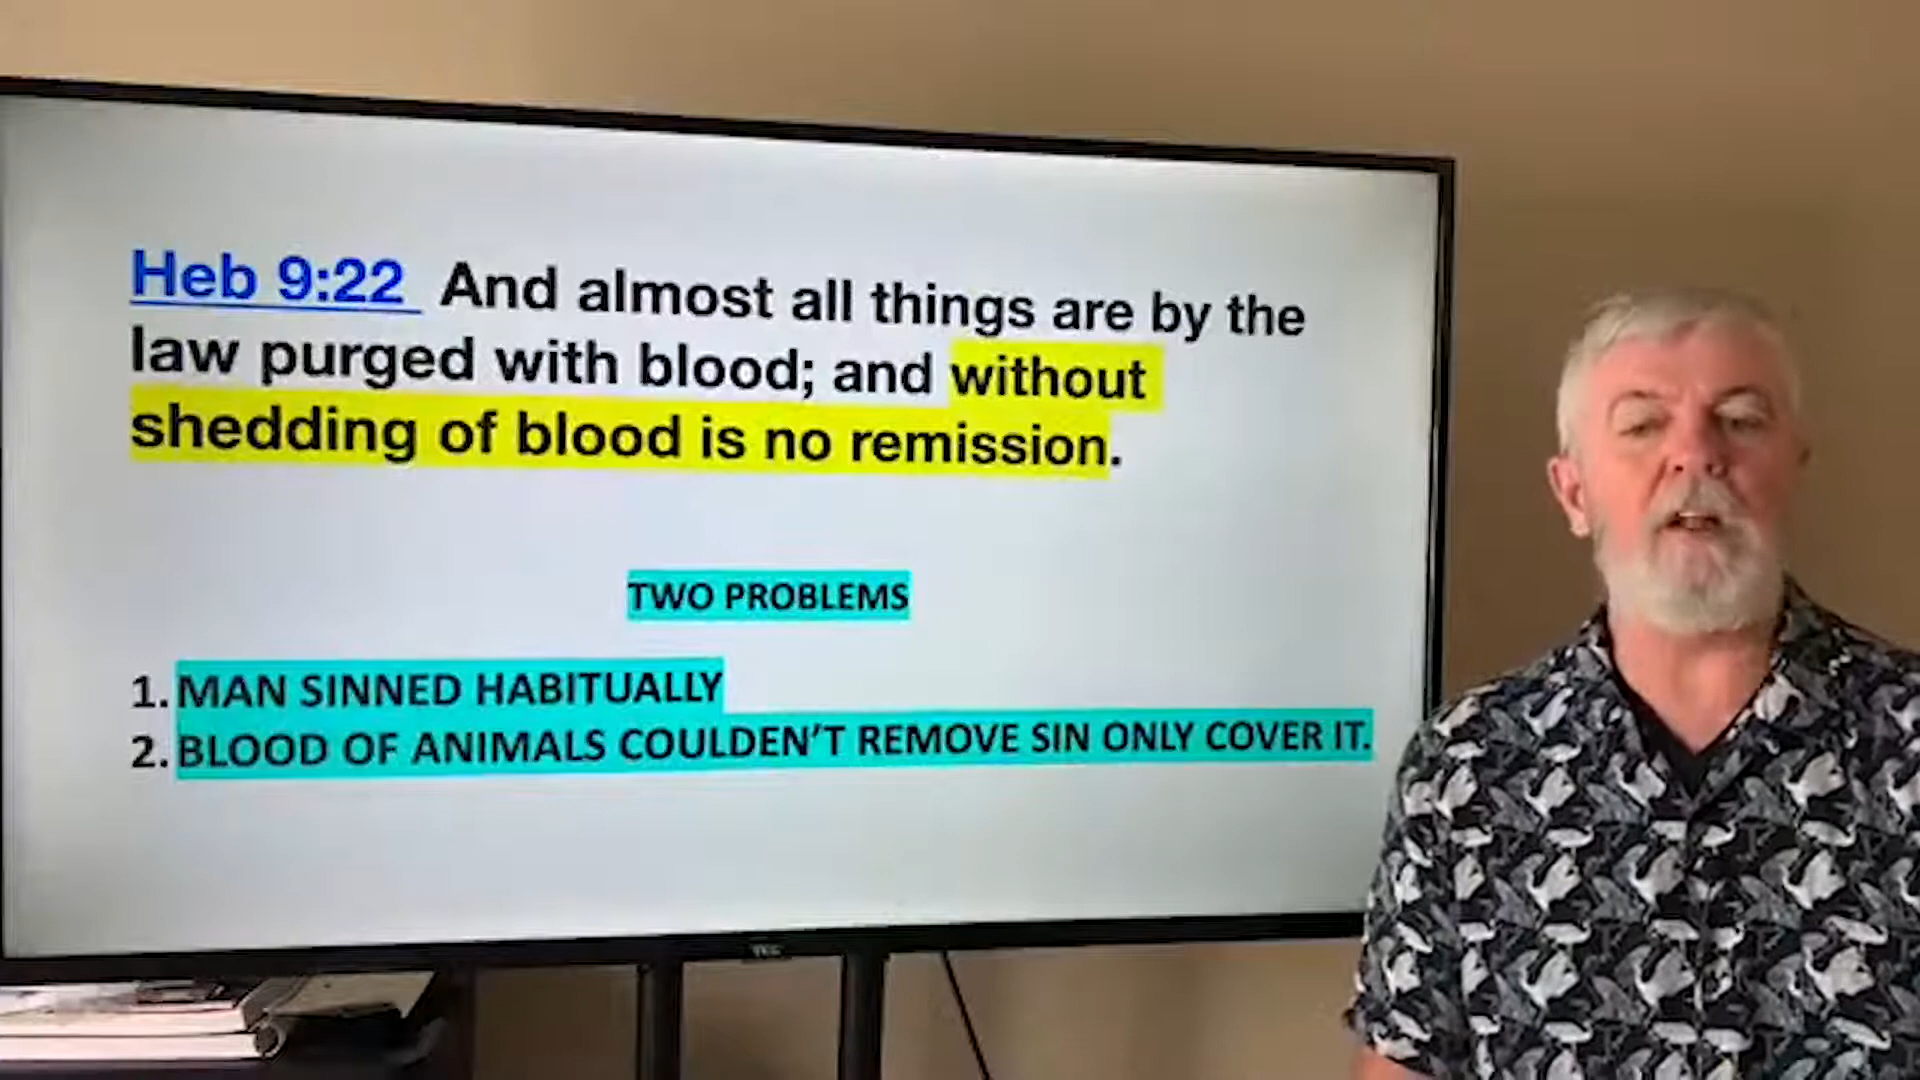 Heb 9:22 And almost all things are by the
law purged with blood; and without
shedding of blood is no remission.
TWO PROBLEMS
1. MAN SINNED HABITUALLY
2. BLOOD OF ANIMALS COULDEN'T REMOVE SIN ONLY COVER IT.
TCL